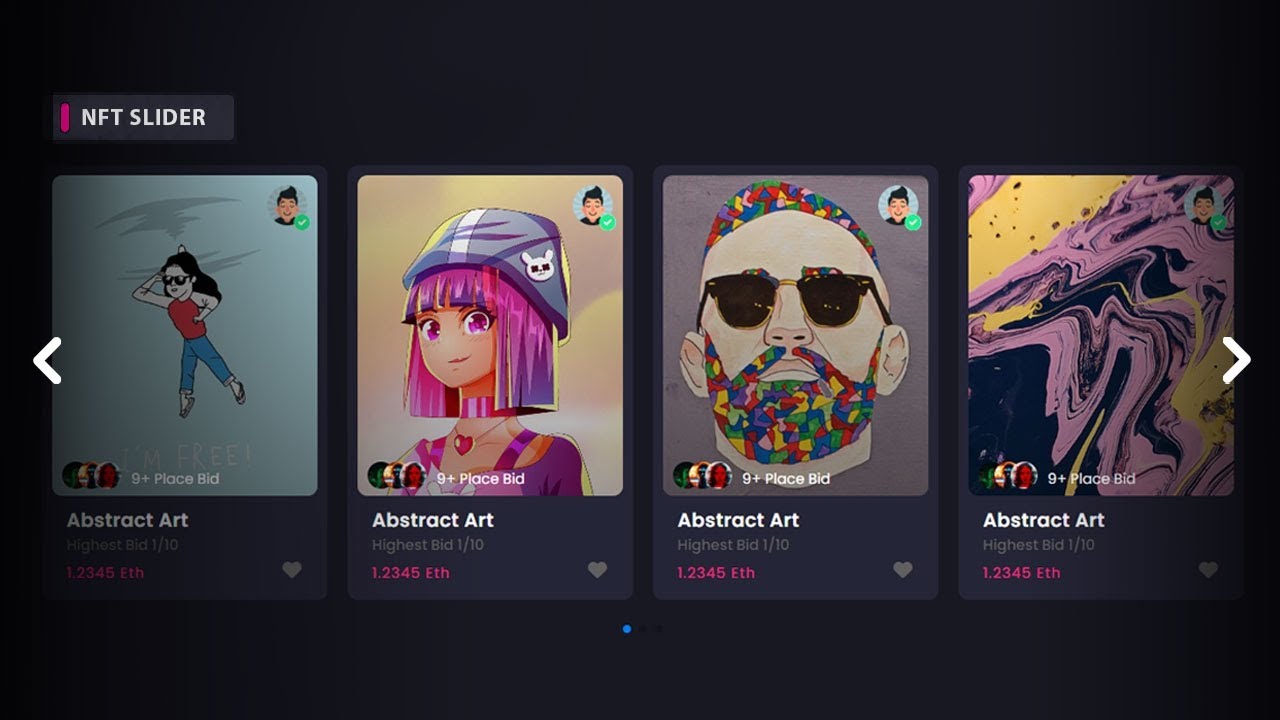 NFT SLIDER
I'M FREE!
9+ Place Bid
Abstract Art
Highest Bid 1/10
1.2345 Eth
9+ Place Bid
Abstract Art
Highest Bid 1/10
1.2345 Eth
9+ Place Bid
Abstract Art
Highest Bid 1/10
1.2345 Eth
9+ Place Bid
Abstract Art
Highest Bid 1/10
1.2345 Eth